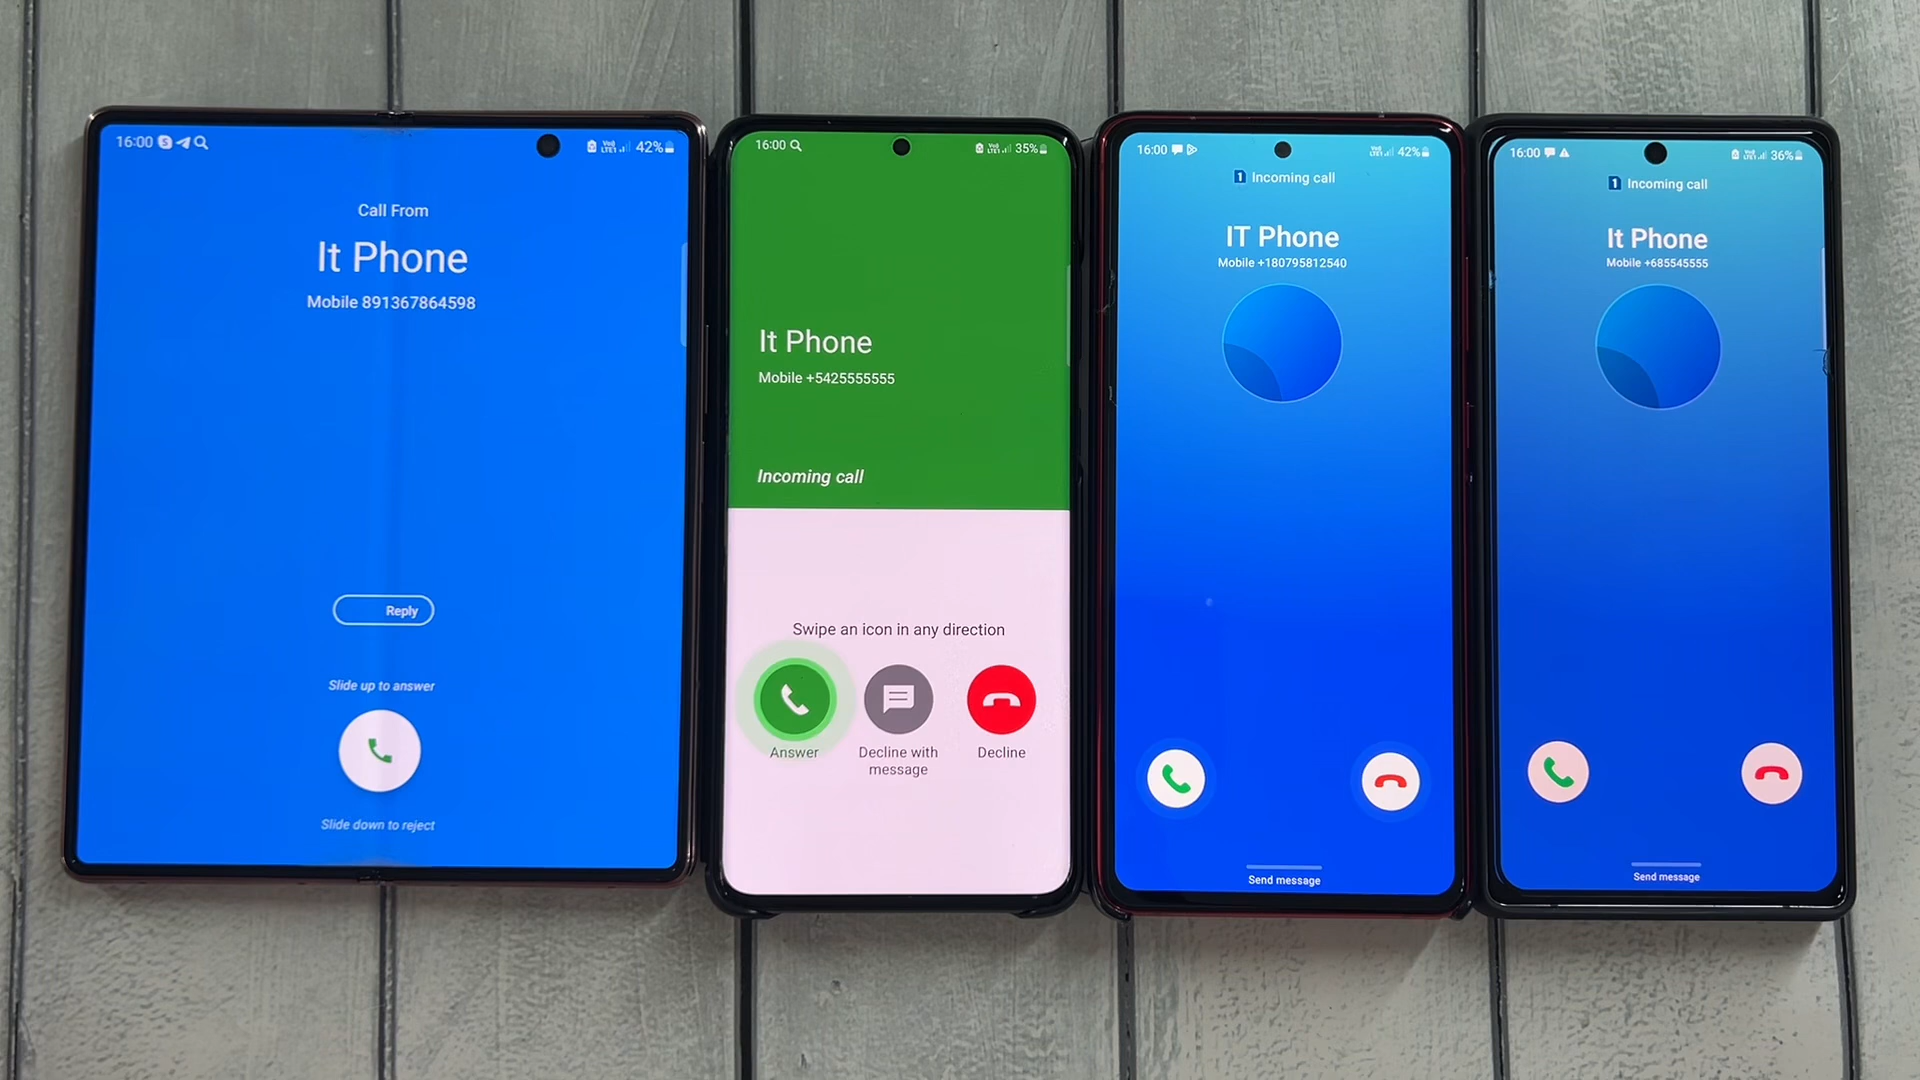 16:00
42%
Call From
It Phone
Mobile 891367864598
Reply
Slide up to answer
Slide down to reject
16:00
35%
It Phone
Mobile +5425555555
Incoming call
Swipe an icon in any direction
Answer
Decline with
message
Decline
16:00
42%
1 Incoming call
IT Phone
Mobile +180795812540
Send message
16:00
36%
1 Incoming call
It Phone
Mobile +685545555
Send message